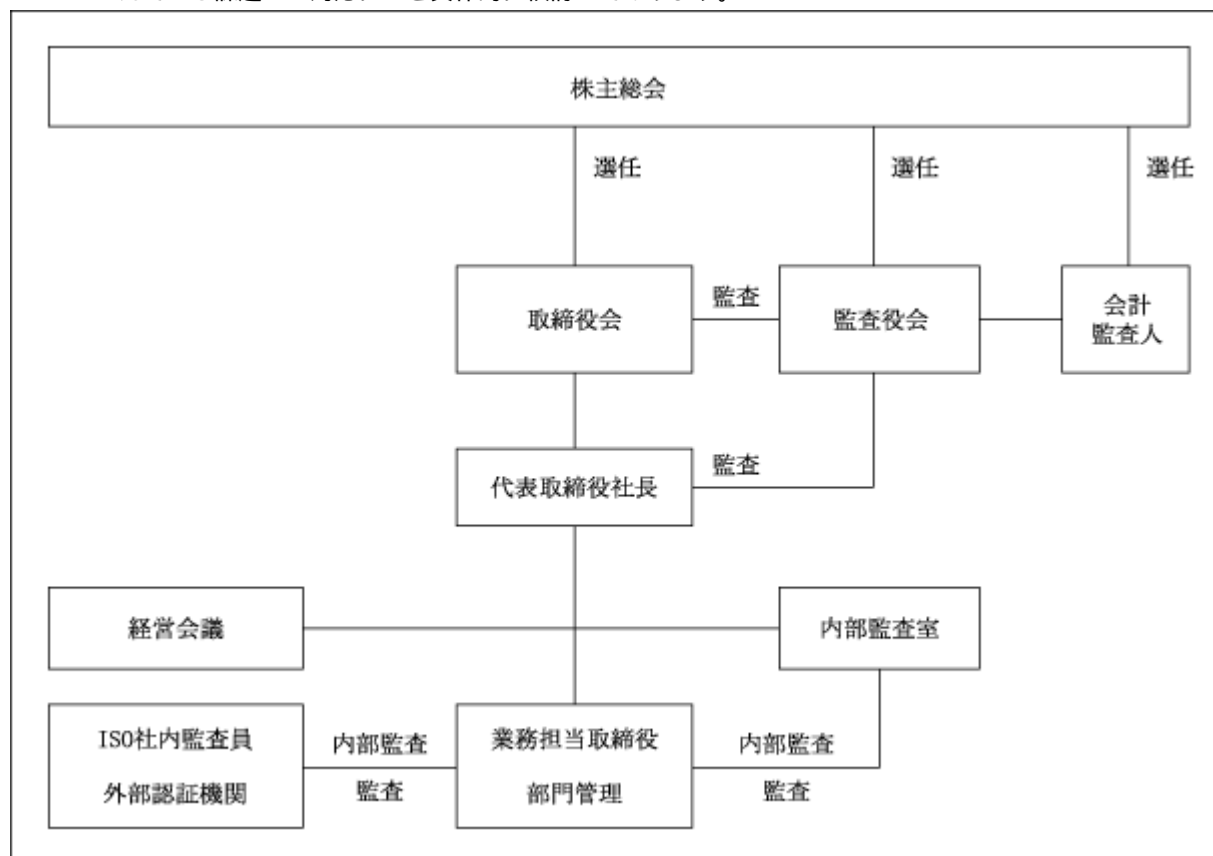 株主総会
選任
選任
選任
取締役会
監査
監査役会
会計
監査人
代表取締役社長
監査
経営会議
内部監査室
ISO社内監査員
外部認証機関
内部監査
監査
業務担当取締役
部門管理
内部監査
監査